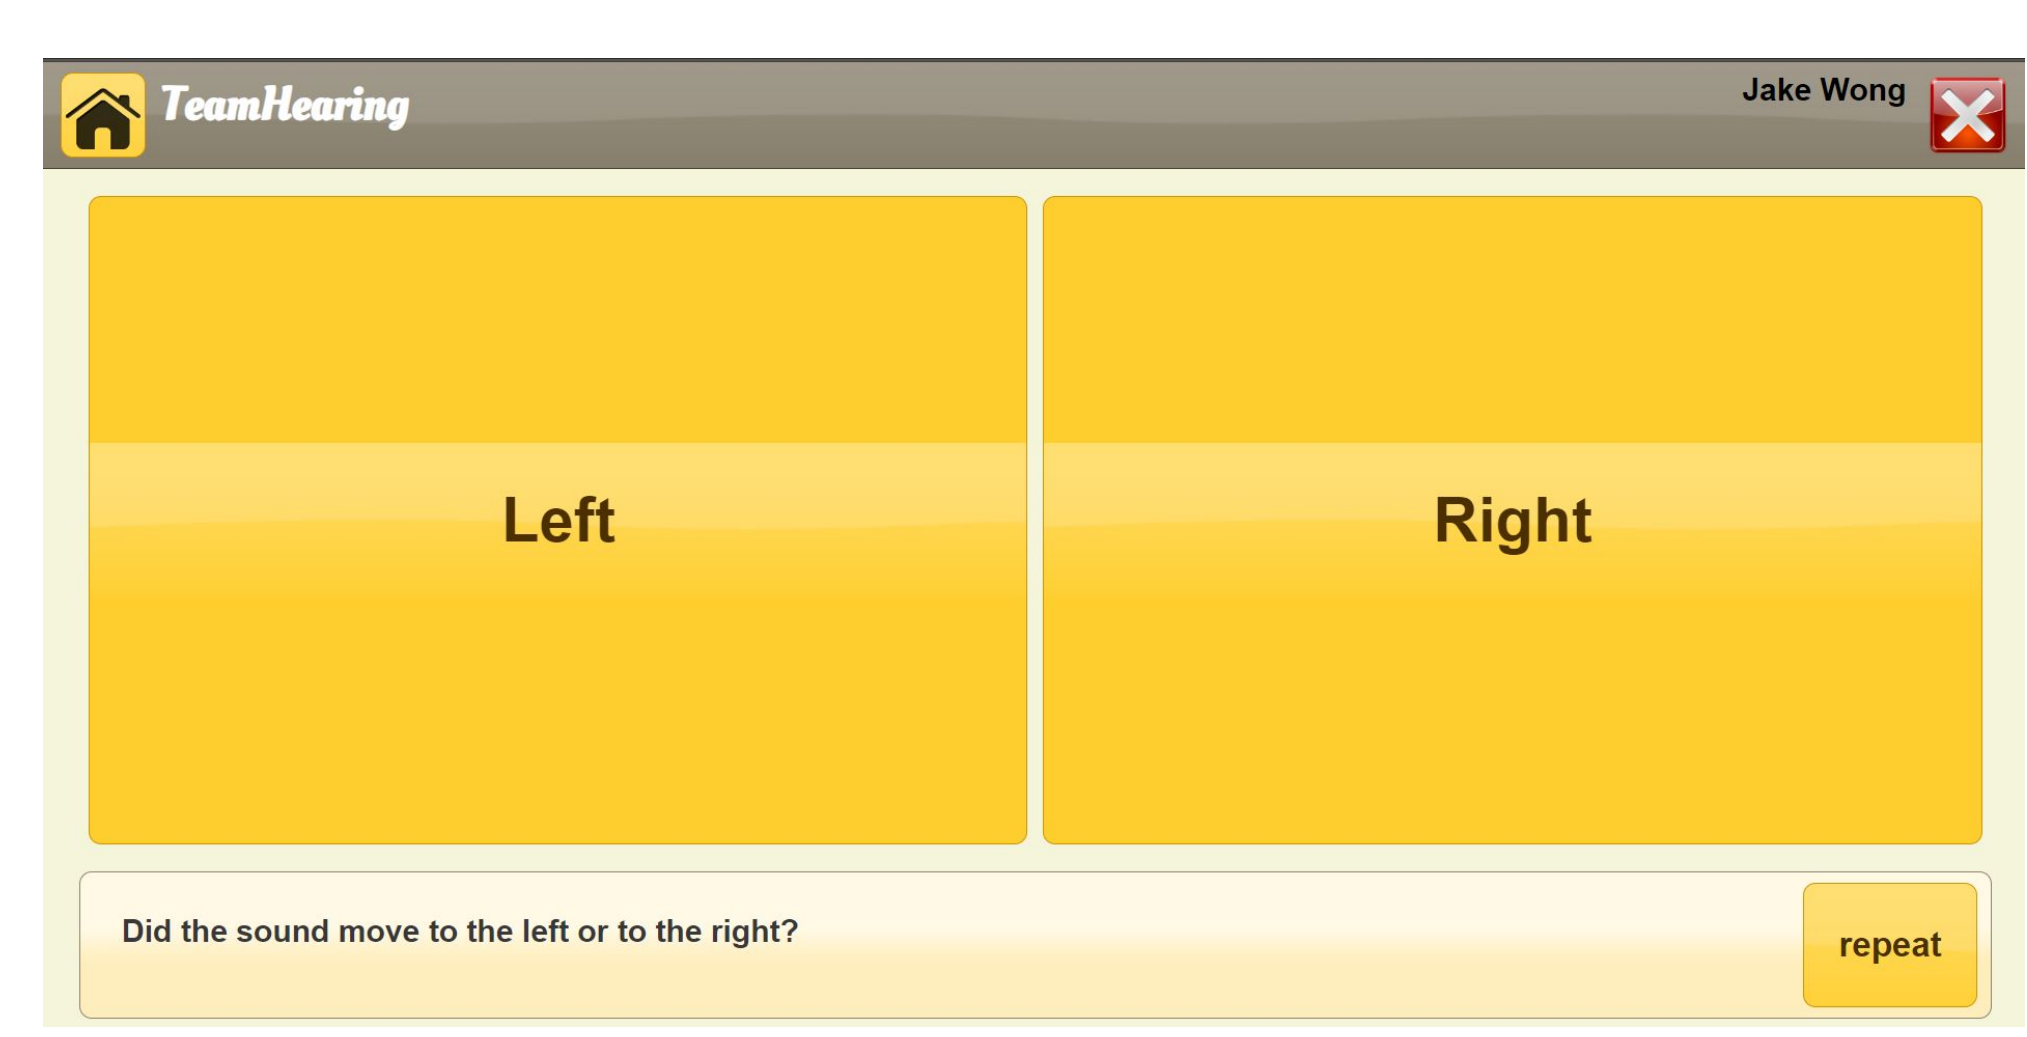 TeamHearing
Jake Wong
Left
Right
Did the sound move to the left or to the right?
repeat